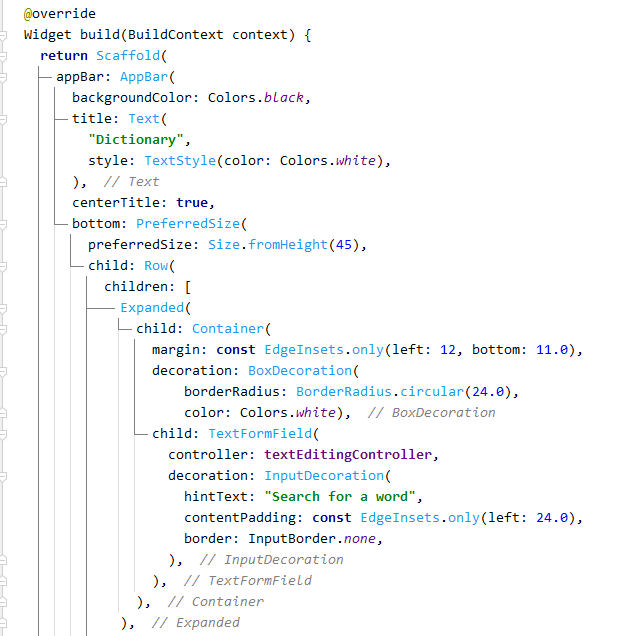 @override
Widget build(BuildContext context) {
return Scaffold(
appBar: AppBar(
backgroundColor: Colors.black,
title: Text(
"Dictionary",
style: TextStyle(color: Colors.white),
), // Text
centerTitle: true,
bottom: PreferredSize(
preferredSize: Size.fromHeight(45),
child: Row(
children: [
Expanded(
child: Container(
margin: const EdgeInsets.only(left: 12, bottom: 11.0),
decoration: BoxDecoration(
borderRadius: BorderRadius.circular(24.0),
color: Colors.white), // BoxDecoration
child: TextFormField(
controller: textEditingController,
decoration: InputDecoration(
hintText: "Search for a word",
contentPadding: const EdgeInsets.only(left: 24.0),
border: InputBorder.none,
), // InputDecoration
), // TextFormField
), // Container
), // Expanded